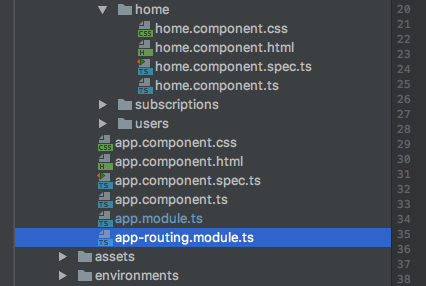 home
home.component.css
home.component.html
home.component.spec.ts
home.component.ts
subscriptions
users
app.component.css
app.component.html
app.component.spec.ts
app.component.ts
app.module.ts
app-routing.module.ts
assets
environments
20
21
22
23
24
25
26
27
28
29
30
31
32
33
34
35
36
37
38